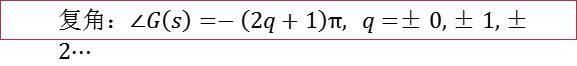 复角：∠G(s) =− (2q + 1)π, q =± 0, ± 1, ±
2⋯